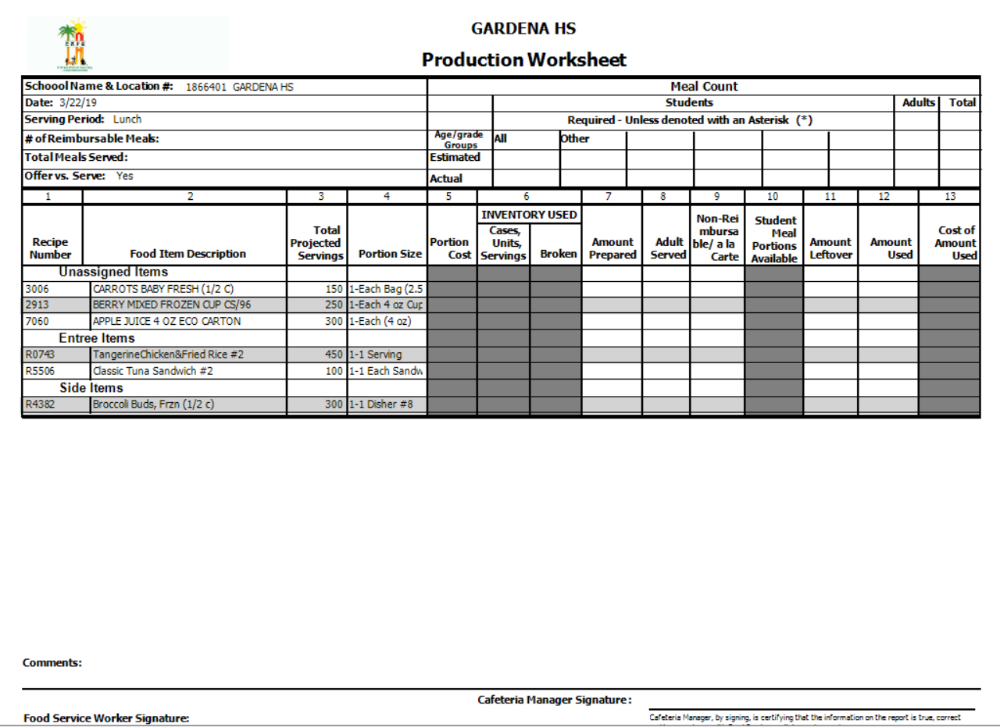 CAFE
LA
GARDENA HS
Production Worksheet
Schoool Name & Location #: 1866401 GARDENA HS
Meal Count
Date: 3/22/19
Students
Adults
Total
Serving Period: Lunch
Required - Unless denoted with an Asterisk (*)
# of Reimbursable Meals:
Age/grade
Groups
All
Other
Total Meals Served:
Estimated
Offer vs. Serve: Yes
Actual
1 2 3 4 5 6 7 8 9 10 11 12 13
Recipe
Number
Food Item Description
Total
Projected
Servings
Portion Size
Portion
Cost
INVENTORY USED
Cases,
Units,
Servings
Broken
Amount
Prepared
Adult
Served
Non-Rei
mbursa
ble/ a la
Carte
Student
Meal
Portions
Available
Amount
Leftover
Amount
Used
Cost of
Amount
Used
Unassigned Items
3006 CARROTS BABY FRESH (1/2 C) 150 1-Each Bag (2.5
2913 BERRY MIXED FROZEN CUP CS/96 250 1-Each 4 oz Cup
7060 APPLE JUICE 4 OZ ECO CARTON 300 1-Each (4 oz)
Entree Items
R0743 TangerineChicken&Fried Rice #2 450 1-1 Serving
R5506 Classic Tuna Sandwich #2 100 1-1 Each Sandw
Side Items
R4382 Broccoli Buds, Frzn (1/2 c) 300 1-1 Disher #8
Comments:
Cafeteria Manager Signature :
Food Service Worker Signature:
Cafeteria Manager, by signing, is certifying that the information on the report is true, correct